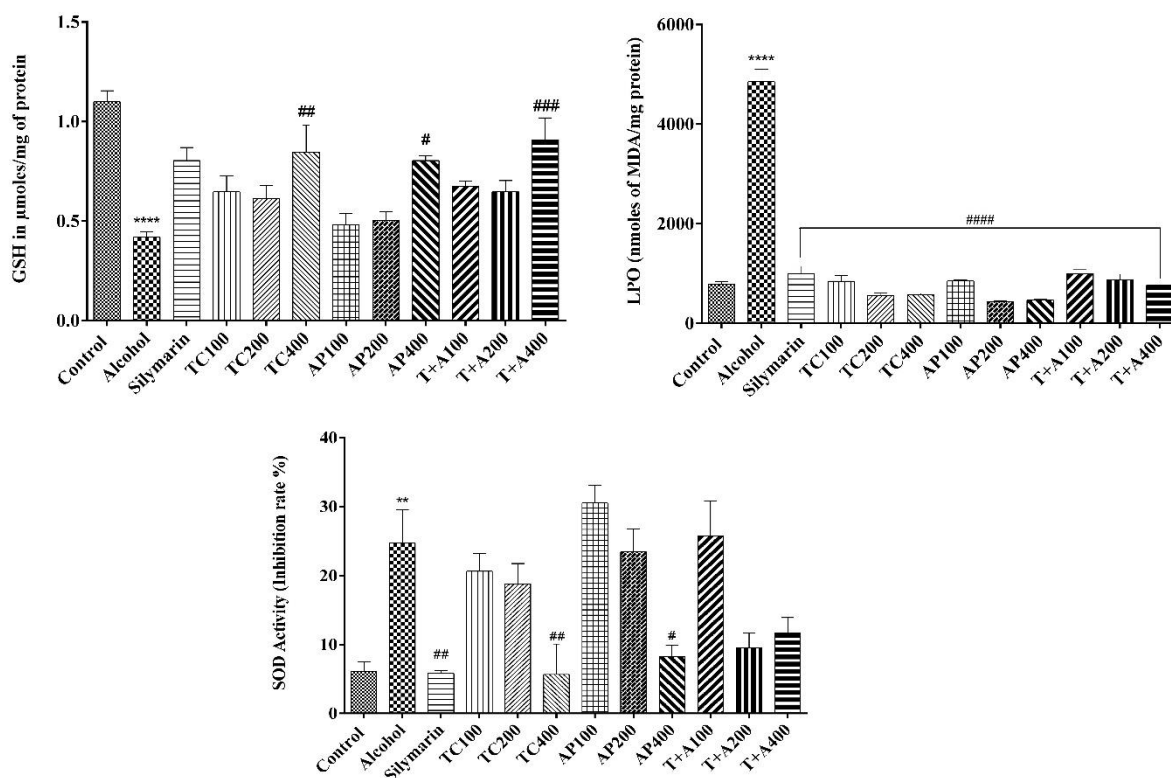 GSH in µmoles/mg of protein
1.5
1.0
0.5
0.0
****
##
#
###
Control
Alcohol
Silymarin
TC100
TC200
TC400
AP100
AP200
AP400
T+A100
T+A200
T+A400
LPO (nmoles of MDA/mg protein)
6000
4000
2000
0
****
####
Control
Alcohol
Silymarin
TC100
TC200
TC400
AP100
AP200
AP400
T+A100
T+A200
T+A400
SOD Activity (Inhibition rate %)
40
30
20
10
0
**
##
##
#
Control
Alcohol
Silymarin
TC100
TC200
TC400
AP100
AP200
AP400
T+A100
T+A200
T+A400